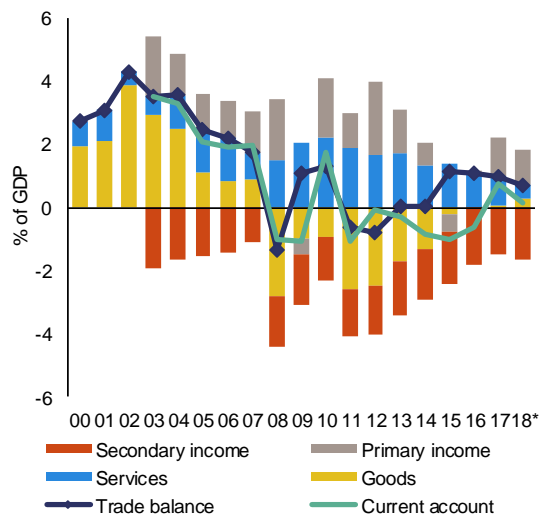 6
4
2
0
-2
-4
-6
% of GDP
00 01 02 03 04 05 06 07 08 09 10 11 12 13 14 15 16 17 18*
Secondary income Primary income
Services Goods
Trade balance Current account